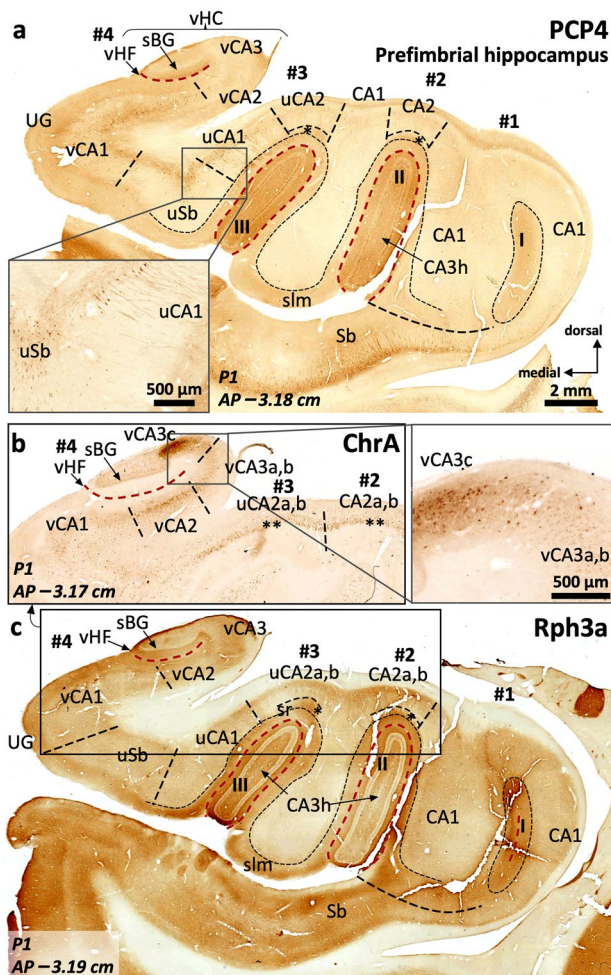 a
vHC
PCP4
Prefimbrial hippocampus
#4
sBG
vCA3
vHF
#3
#2
vCA2
uCA2
CA1
CA2
#1
UG
uCA1
*
*
vCA1
II
uSb
III
I
CA1
CA1
CA3h
slm
uCA1
Sb
uSb
dorsal
medial
500 µm
P1
AP –3.18 cm
2 mm
b
ChrA
#4
vCA3c
sBG
vHF
vCA3a,b
vCA3c
#3
#2
uCA2a,b
CA2a,b
vCA1
vCA2
**
**
vCA3a,b
P1
AP –3.17 cm
500 µm
c
Rph3a
#4
sBG
vCA3
vHF
#3
#2
vCA2
uCA2a,b
CA2a,b
#1
vCA1
sr
*
*
UG
uSb
uCA1
II
III
CA3h
I
CA1
CA1
slm
Sb
P1
AP –3.19 cm